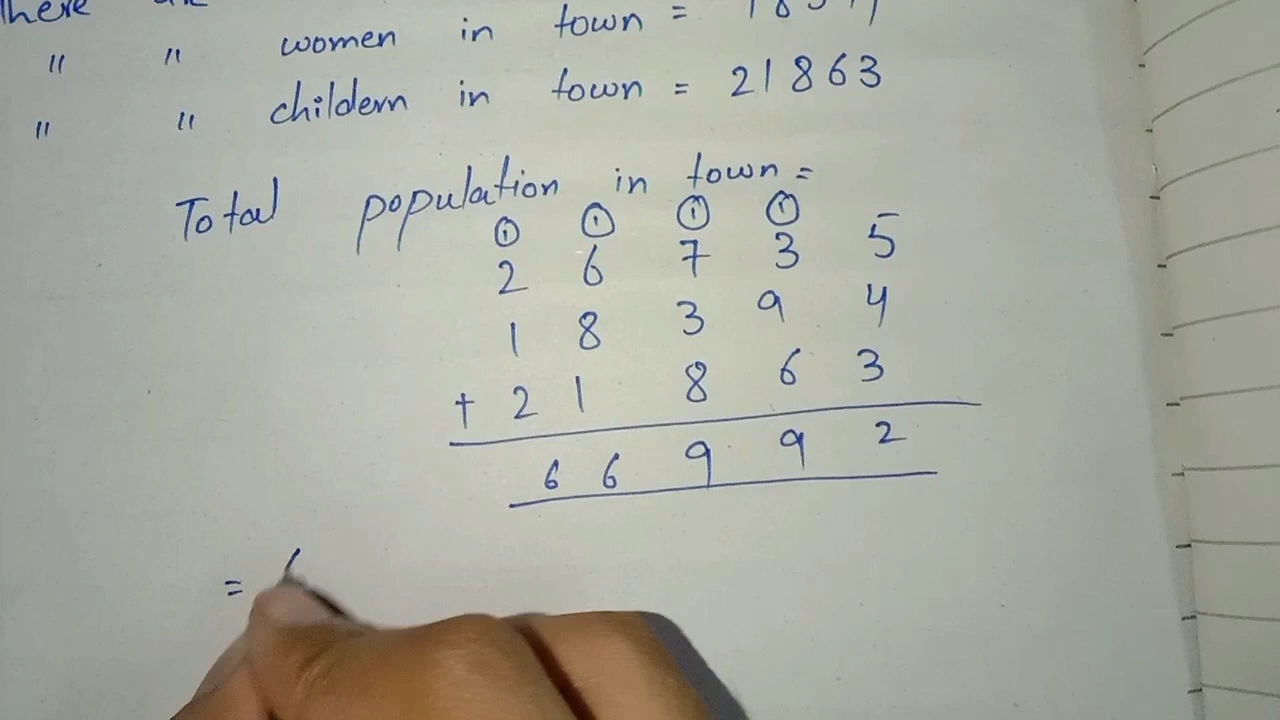 There
" " women in town =
" " childern in town = 21863
Total population in town =
① ① ① ①
2 6 7 3 5
1 8 3 9 4
+ 2 1 8 6 3
6 6 9 9 2
=